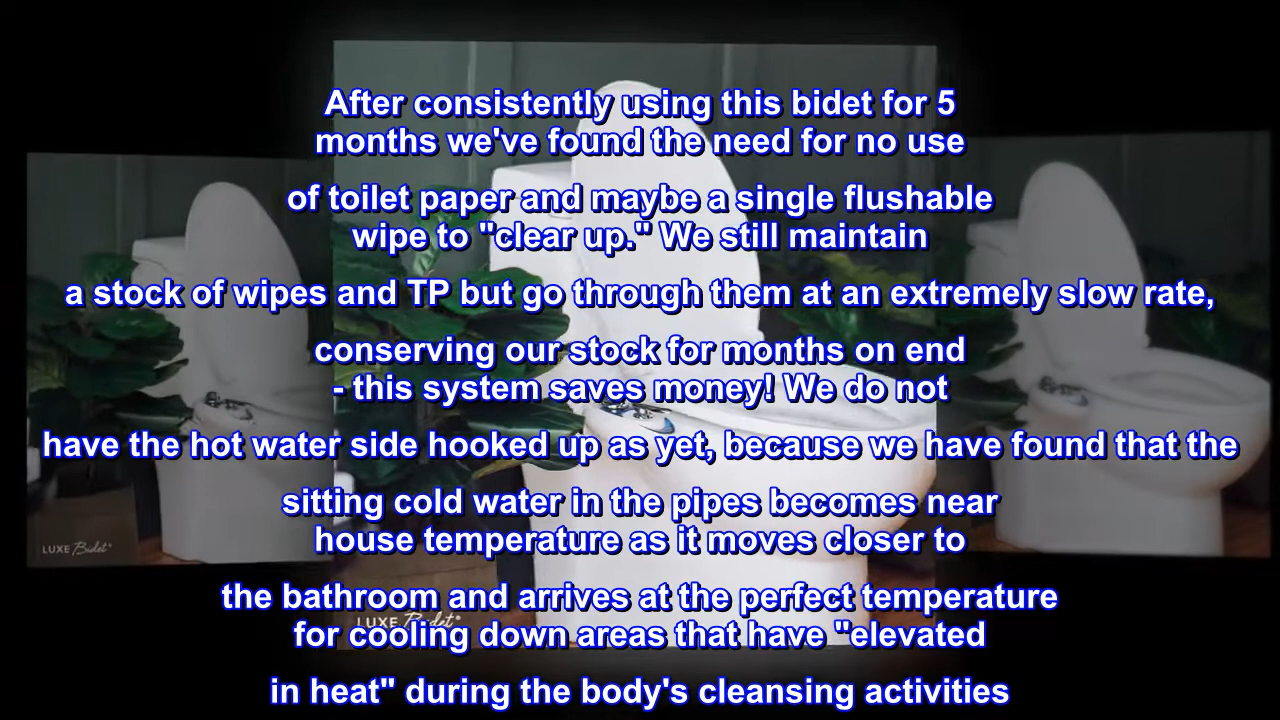 After consistently using this bidet for 5
months we've found the need for no use
of toilet paper and maybe a single flushable
wipe to "clear up." We still maintain
a stock of wipes and TP but go through them at an extremely slow rate,
conserving our stock for months on end
- this system saves money! We do not
have the hot water side hooked up as yet, because we have found that the
sitting cold water in the pipes becomes near
house temperature as it moves closer to
LUXE Bidet
the bathroom and arrives at the perfect temperature
LUXE Bidet
for cooling down areas that have "elevated
in heat" during the body's cleansing activities